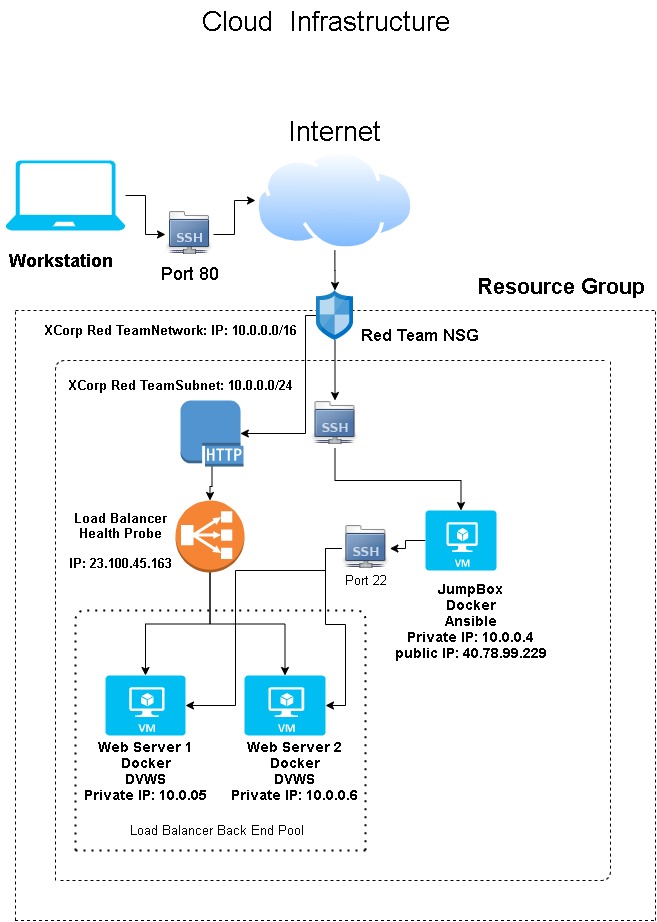 Cloud Infrastructure
Internet
SSH
Workstation
Port 80
Resource Group
XCorp Red TeamNetwork: IP: 10.0.0.0/16
Red Team NSG
XCorp Red TeamSubnet: 10.0.0.0/24
SSH
HTTP
Load Balancer
Health Probe
IP: 23.100.45.163
SSH
Port 22
VM
JumpBox
Docker
Ansible
Private IP: 10.0.0.4
public IP: 40.78.99.229
VM
Web Server 1
Docker
DVWS
Private IP: 10.0.05
VM
Web Server 2
Docker
DVWS
Private IP: 10.0.0.6
Load Balancer Back End Pool